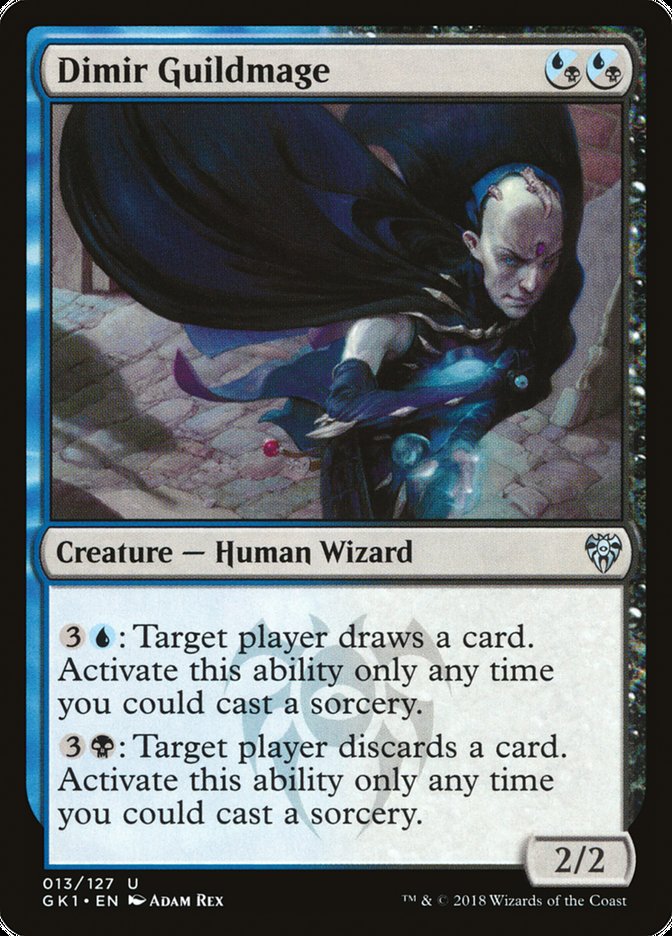 Dimir Guildmage
Creature — Human Wizard
3: Target player draws a card.
Activate this ability only any time
you could cast a sorcery.
3: Target player discards a card.
Activate this ability only any time
you could cast a sorcery.
2/2
013/127 U
GK1 • EN Adam Rex
™ & © 2018 Wizards of the Coast